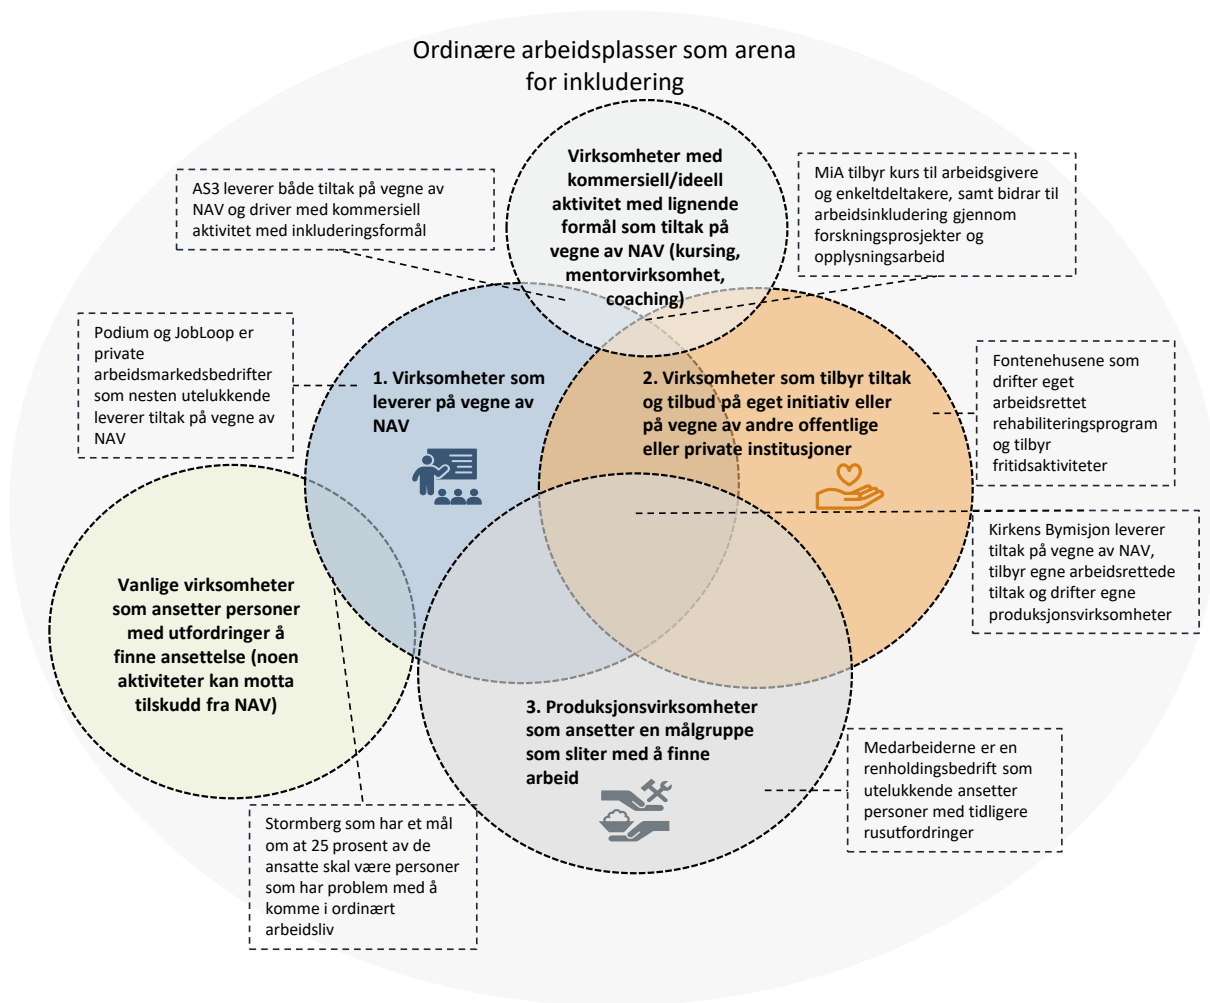 Ordinære arbeidsplasser som arena
for inkludering
Virksomheter med
kommersiell/ideell
aktivitet med lignende
formål som tiltak på
vegne av NAV (kursing,
mentorvirksomhet,
coaching)
AS3 leverer både tiltak på vegne av
NAV og driver med kommersiell
aktivitet med inkluderingsformål
MiA tilbyr kurs til arbeidsgivere
og enkeltdeltakere, samt bidrar til
arbeidsinkludering gjennom
forskningsprosjekter og
opplysningsarbeid
Podium og JobLoop er
private
arbeidsmarkedsbedrifter
som nesten utelukkende
leverer tiltak på vegne av
NAV
1. Virksomheter som
leverer på vegne av
NAV
2. Virksomheter som tilbyr tiltak
og tilbud på eget initiativ eller
på vegne av andre offentlige
eller private institusjoner
Fontenehusene som
drifter eget
arbeidsrettet
rehabiliteringsprogram
og tilbyr
fritidsaktiviteter
Kirkens Bymisjon leverer
tiltak på vegne av NAV,
tilbyr egne arbeidsrettede
tiltak og drifter egne
produksjonsvirksomheter
Vanlige virksomheter
som ansetter personer
med utfordringer å
finne ansettelse (noen
aktiviteter kan motta
tilskudd fra NAV)
3. Produksjonsvirksomheter
som ansetter en målgruppe
som sliter med å finne
arbeid
Medarbeiderne er en
renholdingsbedrift som
utelukkende ansetter
personer med tidligere
rusutfordringer
Stormberg som har et mål
om at 25 prosent av de
ansatte skal være personer
som har problem med å
komme i ordinært
arbeidsliv